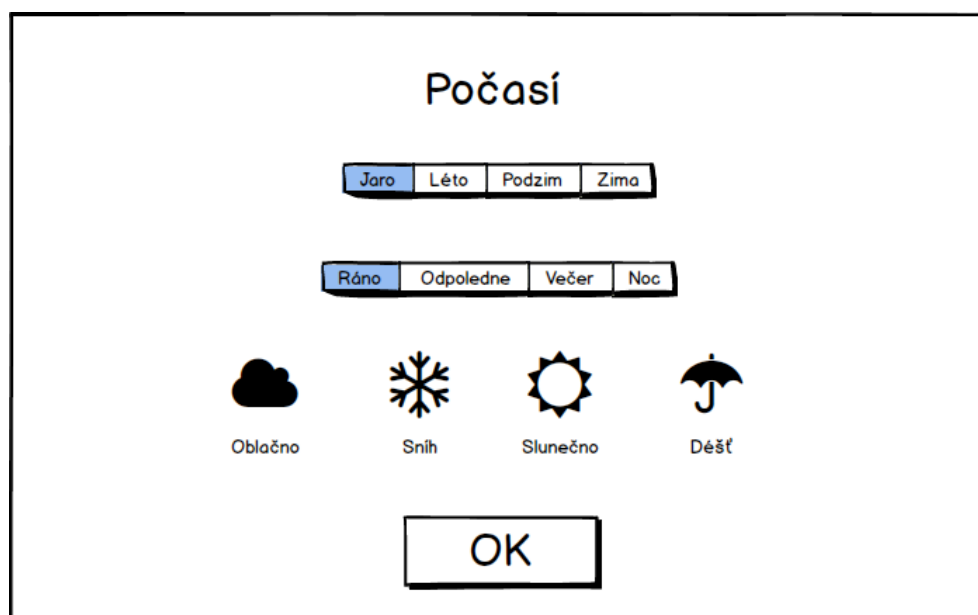 Počasí
Jaro Léto Podzim Zima
Ráno Odpoledne Večer Noc
Oblačno Sníh Slunečno Déšť
OK